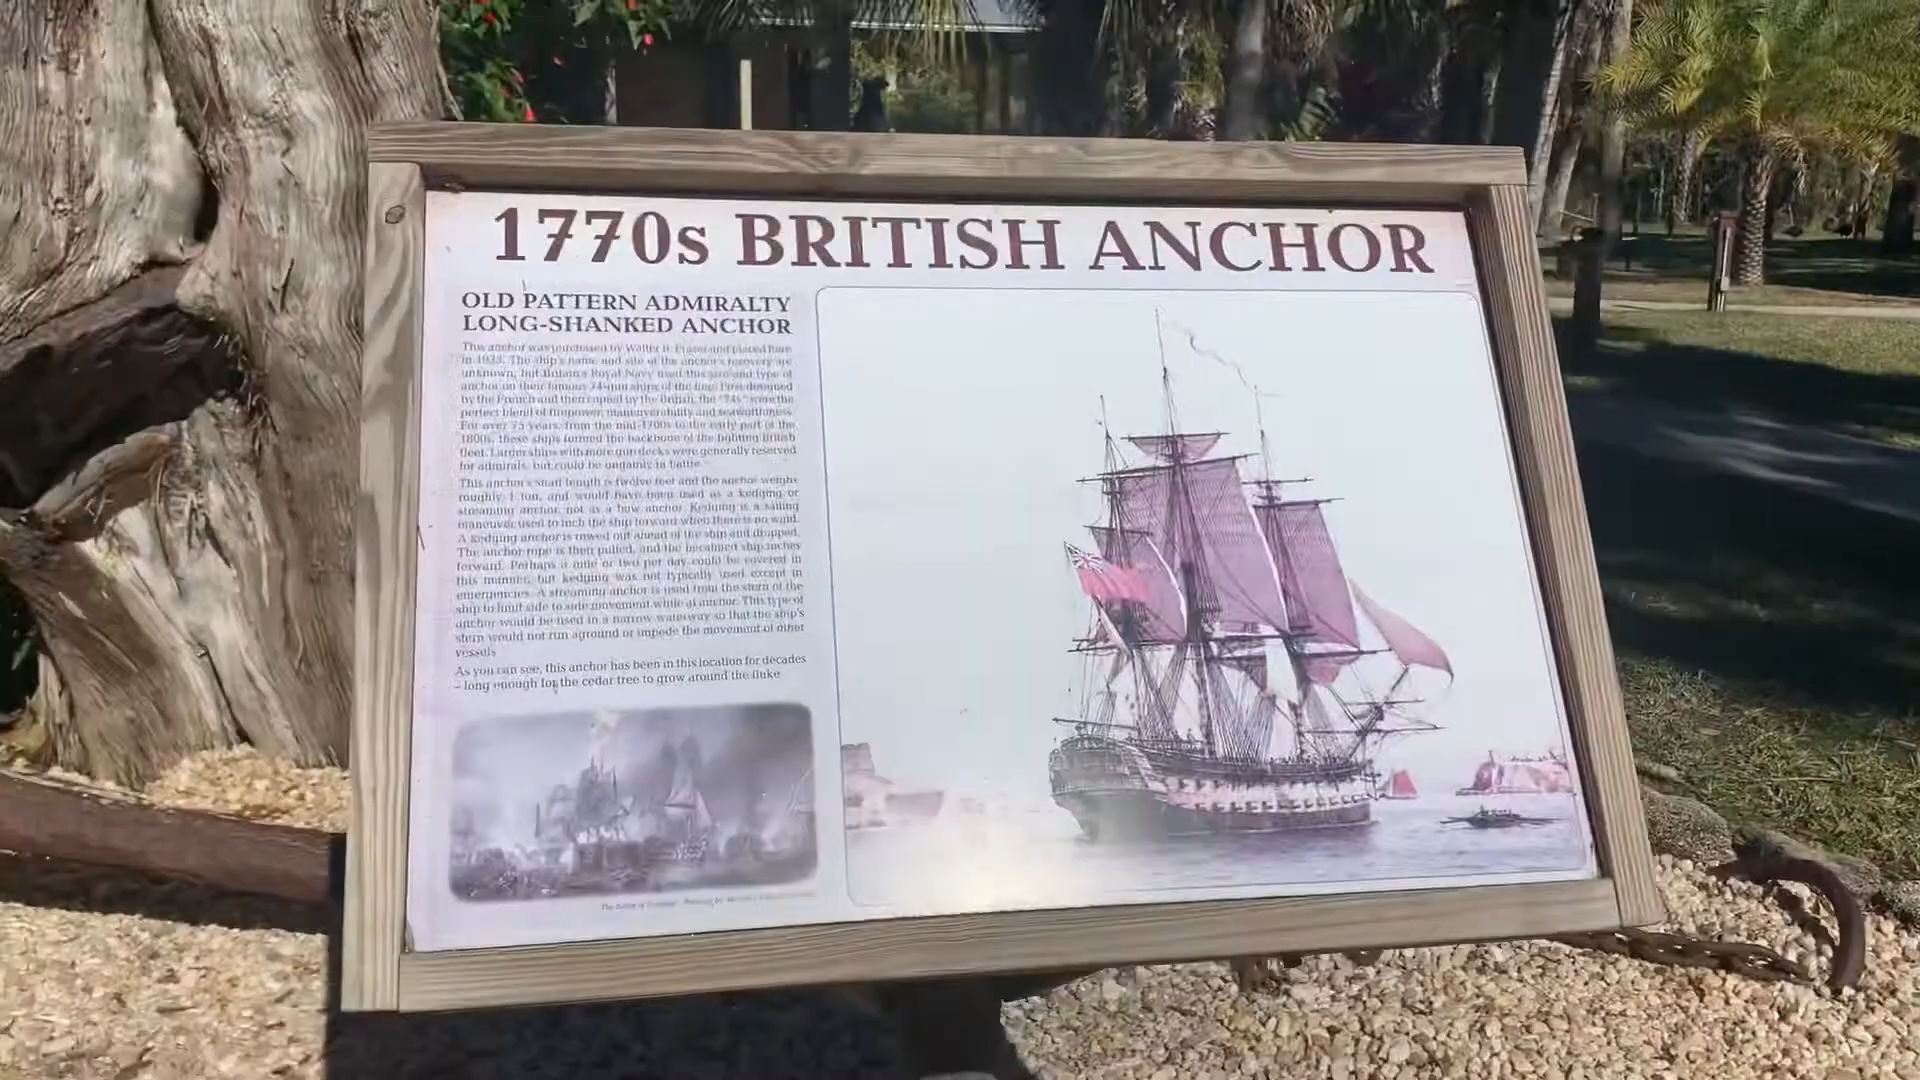 1770s BRITISH ANCHOR
OLD PATTERN ADMIRALTY
LONG-SHANKED ANCHOR
This anchor was purchased by Walter B. Fraser and placed here
in 1933. The ship's name and site of the anchor's recovery are
unknown, but Britain's Royal Navy used this size and type of
anchor on their famous 74-gun ships of the line. First designed
by the French and then copied by the British, the "74s" were the
perfect blend of firepower, maneuverability and seaworthiness.
For over 75 years, from the mid-1700s to the early part of the
1800s, these ships formed the backbone of the fighting British
fleet. Larger ships with more gun decks were generally reserved
for admirals, but could be ungainly in battle.
This anchor's shaft length is twelve feet and the anchor weighs
roughly 1 ton, and would have been used as a kedging or
streaming anchor, not as a bow anchor. Kedging is a sailing
maneuver used to inch the ship forward when there is no wind.
A kedging anchor is rowed out ahead of the ship and dropped.
The anchor rope is then pulled, and the becalmed ship inches
forward. Perhaps a mile or two per day could be covered in
this manner, but kedging was not typically used except in
emergencies. A streaming anchor is used from the stern of the
ship to limit side to side movement while at anchor. This type of
anchor would be used in a narrow waterway so that the ship's
stern would not run aground or impede the movement of other
vessels
As you can see, this anchor has been in this location for decades
– long enough for the cedar tree to grow around the fluke